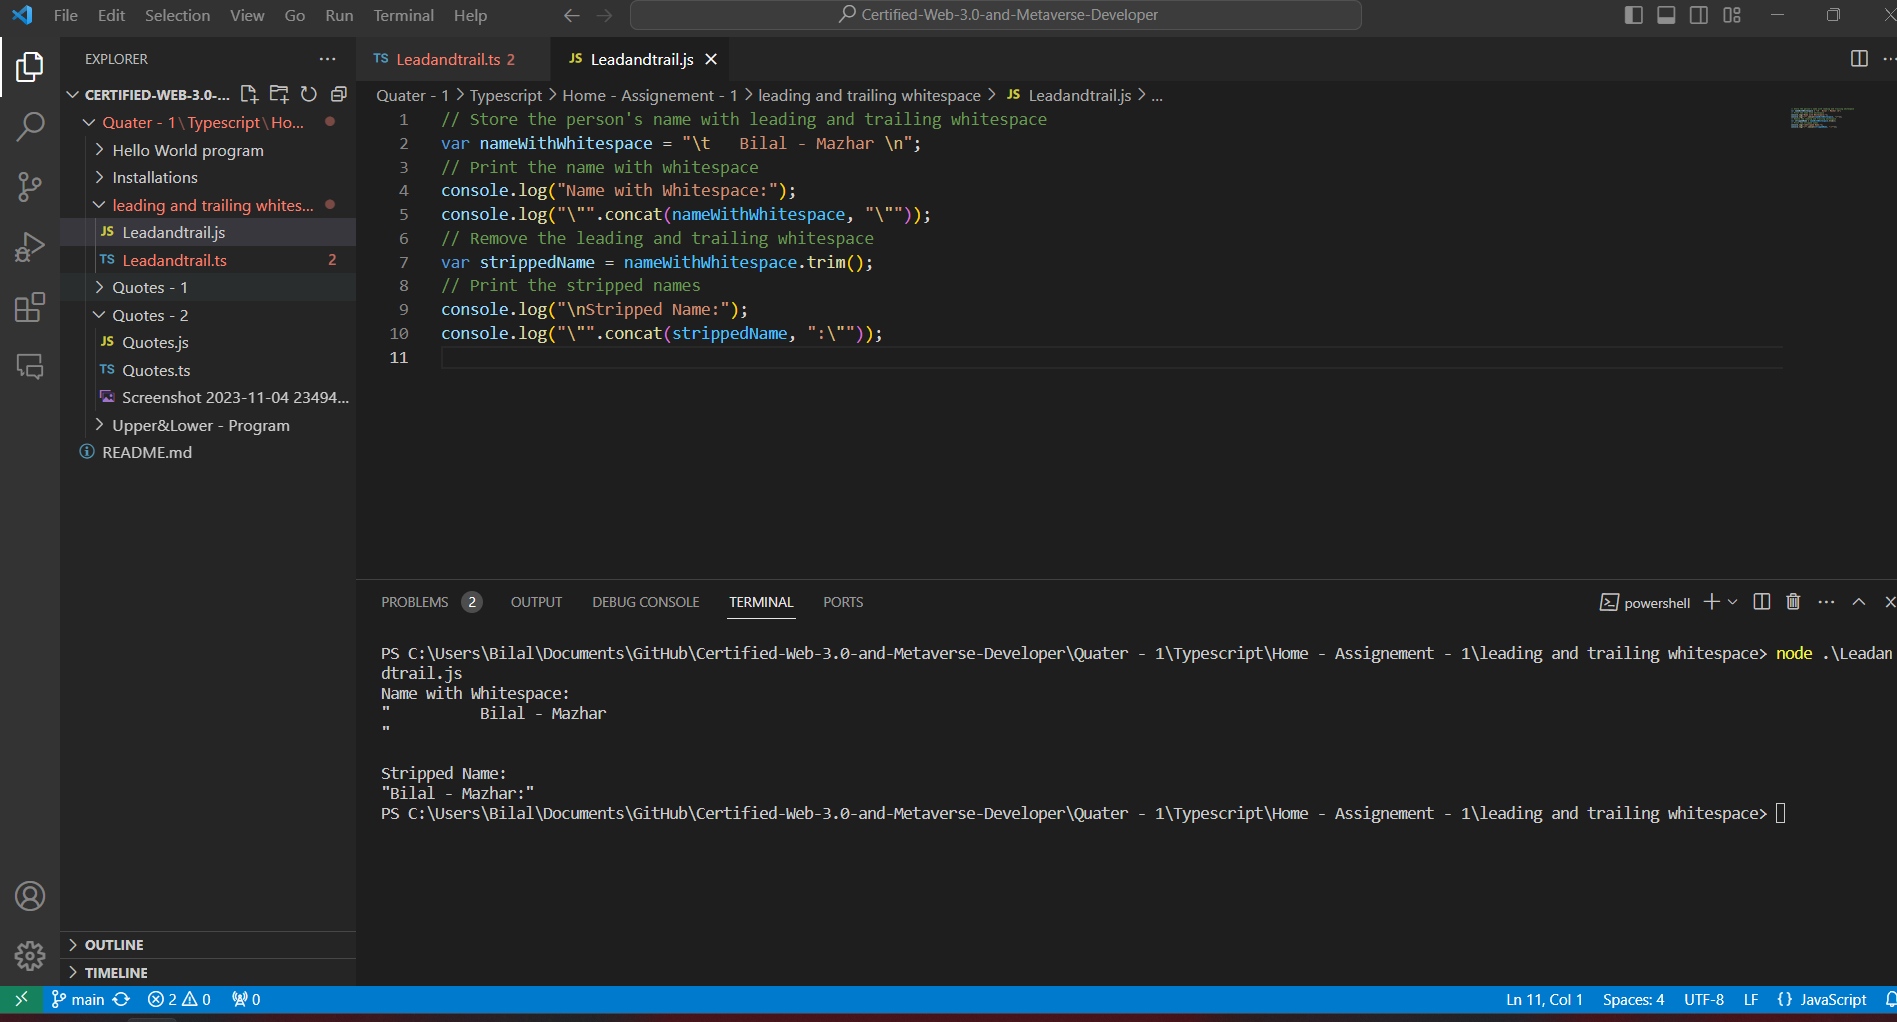 File Edit Selection View Go Run Terminal Help Certified-Web-3.0-and-Metaverse-Developer
EXPLORER
CERTIFIED-WEB-3.0-...
Quater - 1\Typescript\Ho...
Hello World program
Installations
leading and trailing whites...
JS Leadandtrail.js
TS Leadandtrail.ts 2
Quotes - 1
Quotes - 2
JS Quotes.js
TS Quotes.ts
Screenshot 2023-11-04 23494...
Upper&Lower - Program
README.md
OUTLINE
TIMELINE
TS Leadandtrail.ts 2 JS Leadandtrail.js
Quater - 1 > Typescript > Home - Assignement - 1 > leading and trailing whitespace > JS Leadandtrail.js > ...
1 // Store the person's name with leading and trailing whitespace
2 var nameWithWhitespace = "\t   Bilal - Mazhar \n";
3 // Print the name with whitespace
4 console.log("Name with Whitespace:");
5 console.log("\"".concat(nameWithWhitespace, "\""));
6 // Remove the leading and trailing whitespace
7 var strippedName = nameWithWhitespace.trim();
8 // Print the stripped names
9 console.log("\nStripped Name:");
10 console.log("\"".concat(strippedName, ":\""));
11
PROBLEMS 2 OUTPUT DEBUG CONSOLE TERMINAL PORTS powershell
PS C:\Users\Bilal\Documents\GitHub\Certified-Web-3.0-and-Metaverse-Developer\Quater - 1\Typescript\Home - Assignement - 1\leading and trailing whitespace> node .\Leadan
dtrail.js
Name with Whitespace:
"          Bilal - Mazhar
"
Stripped Name:
"Bilal - Mazhar:"
PS C:\Users\Bilal\Documents\GitHub\Certified-Web-3.0-and-Metaverse-Developer\Quater - 1\Typescript\Home - Assignement - 1\leading and trailing whitespace>
main 2 0 0 Ln 11, Col 1 Spaces: 4 UTF-8 LF {} JavaScript